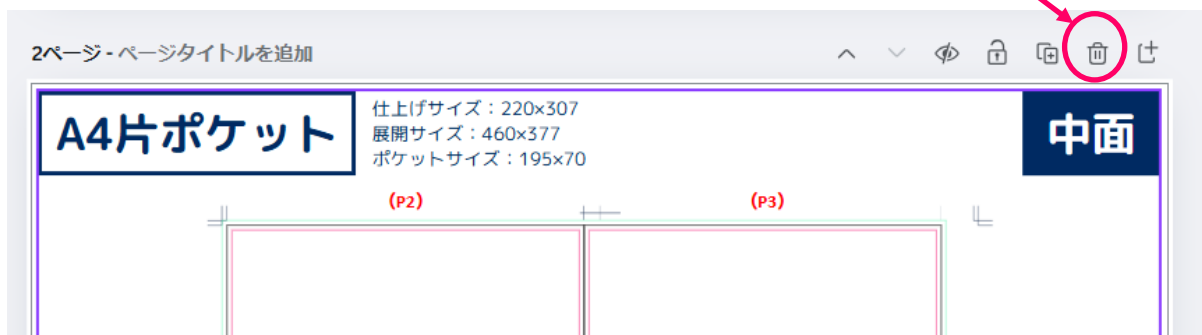 2ページ - ページタイトルを追加
A4片ポケット
仕上げサイズ：220×307
展開サイズ：460×377
ポケットサイズ：195×70
中面
(P2)
(P3)